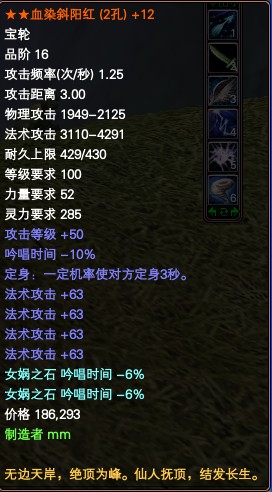 ★★血染斜阳红 (2孔) +12
宝轮
品阶 16
攻击频率(次/秒) 1.25
攻击距离 3.00
物理攻击 1949-2125
法术攻击 3110-4291
耐久上限 429/430
等级要求 100
力量要求 52
灵力要求 285
攻击等级 +50
吟唱时间 -10%
定身：一定机率使对方定身3秒。
法术攻击 +63
法术攻击 +63
法术攻击 +63
法术攻击 +63
女娲之石 吟唱时间 -6%
女娲之石 吟唱时间 -6%
价格 186,293
制造者 mm
无边天岸，绝顶为峰。仙人抚顶，结发长生。
1
2
3
4
5
6